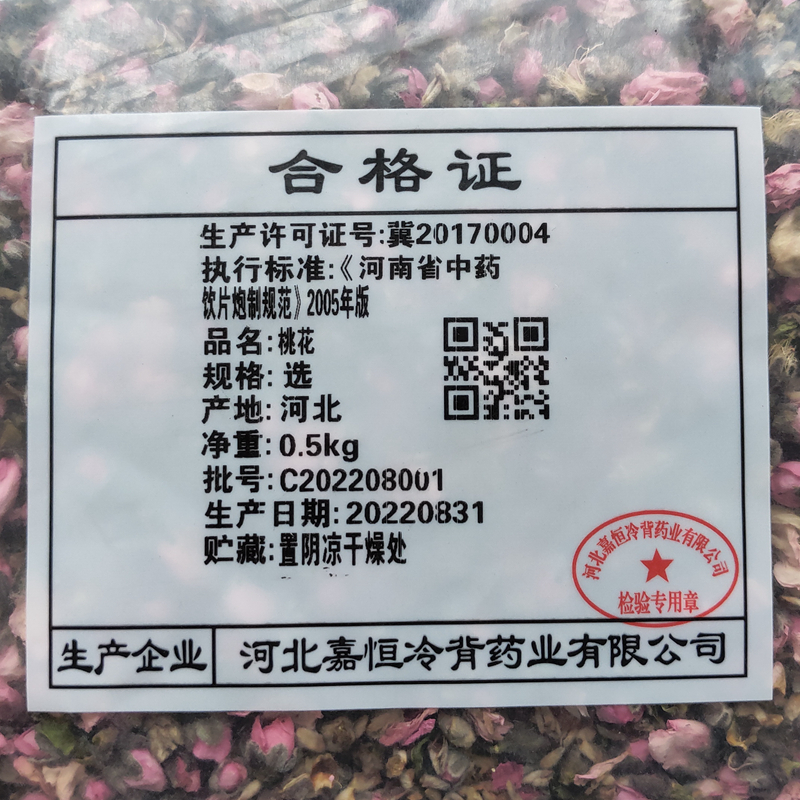 合格证
生产许可证号:冀20170004
执行标准:《河南省中药
饮片炮制规范》2005年版
品名:桃花
规格:选
产地:河北
净重:0.5kg
批号:C202208001
生产日期:20220831
贮藏:置阴凉干燥处
河北嘉恒冷背药业有限公司
检验专用章
生产企业 河北嘉恒冷背药业有限公司